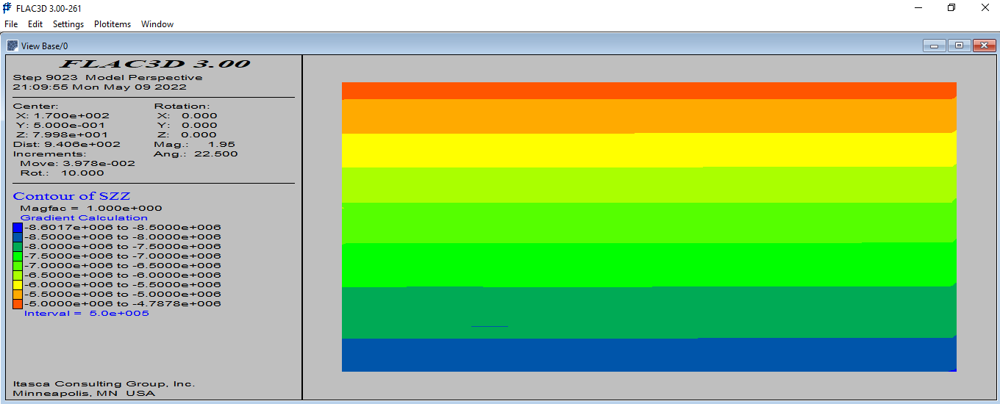 FLAC3D 3.00-261
File Edit Settings Plotitems Window
View Base/0
FLAC3D 3.00
Step 9023 Model Perspective
21:09:55 Mon May 09 2022
Center: Rotation:
X: 1.700e+002 X: 0.000
Y: 5.000e-001 Y: 0.000
Z: 7.998e+001 Z: 0.000
Dist: 9.406e+002 Mag.: 1.95
Increments: Ang.: 22.500
Move: 3.978e-002
Rot.: 10.000
Contour of SZZ
Magfac = 1.000e+000
Gradient Calculation
-8.6017e+006 to -8.5000e+006
-8.5000e+006 to -8.0000e+006
-8.0000e+006 to -7.5000e+006
-7.5000e+006 to -7.0000e+006
-7.0000e+006 to -6.5000e+006
-6.5000e+006 to -6.0000e+006
-6.0000e+006 to -5.5000e+006
-5.5000e+006 to -5.0000e+006
-5.0000e+006 to -4.7878e+006
Interval = 5.0e+005
Itasca Consulting Group, Inc.
Minneapolis, MN USA